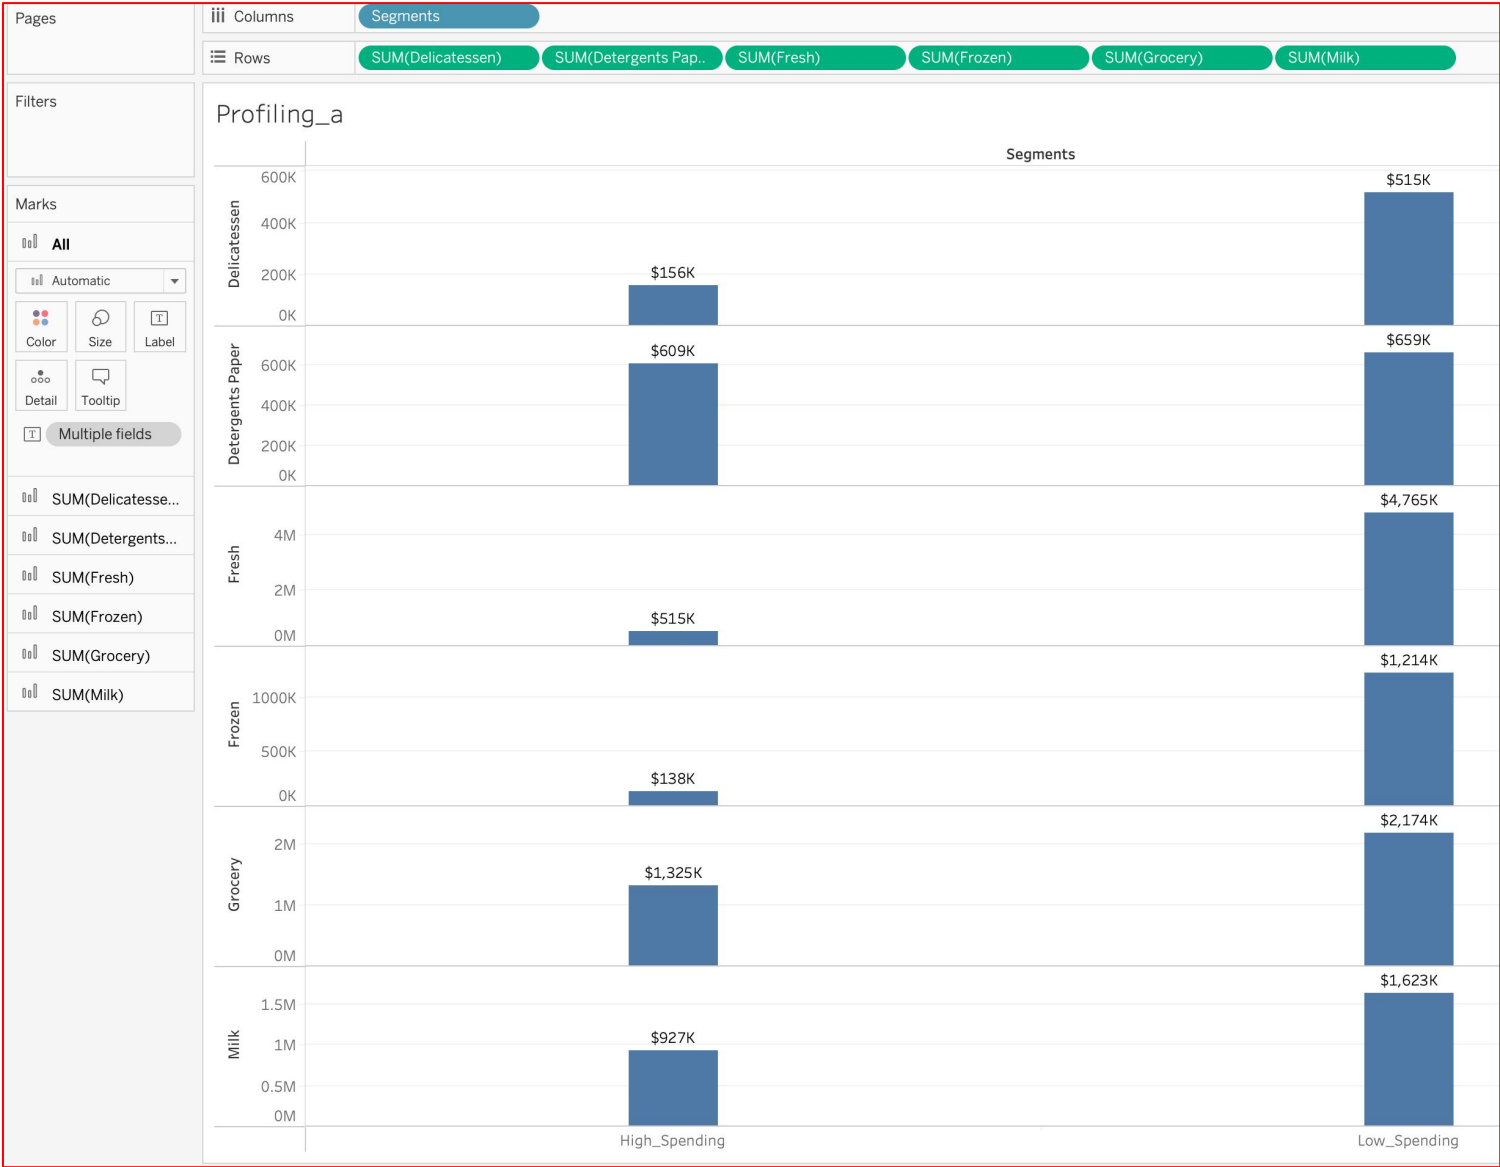 Pages
Columns
Segments
Rows
SUM(Delicatessen)
SUM(Detergents Pap..
SUM(Fresh)
SUM(Frozen)
SUM(Grocery)
SUM(Milk)
Filters
Marks
All
Automatic
Color
Size
T
Label
Detail
Tooltip
T
Multiple fields
SUM(Delicatesse...
SUM(Detergents...
SUM(Fresh)
SUM(Frozen)
SUM(Grocery)
SUM(Milk)
Profiling_a
Segments
Delicatessen
600K
400K
200K
0K
$156K
$515K
Detergents Paper
600K
400K
200K
0K
$609K
$659K
Fresh
4M
2M
0M
$515K
$4,765K
Frozen
1000K
500K
0K
$138K
$1,214K
Grocery
2M
1M
0M
$1,325K
$2,174K
Milk
1.5M
1M
0.5M
0M
$927K
$1,623K
High_Spending
Low_Spending